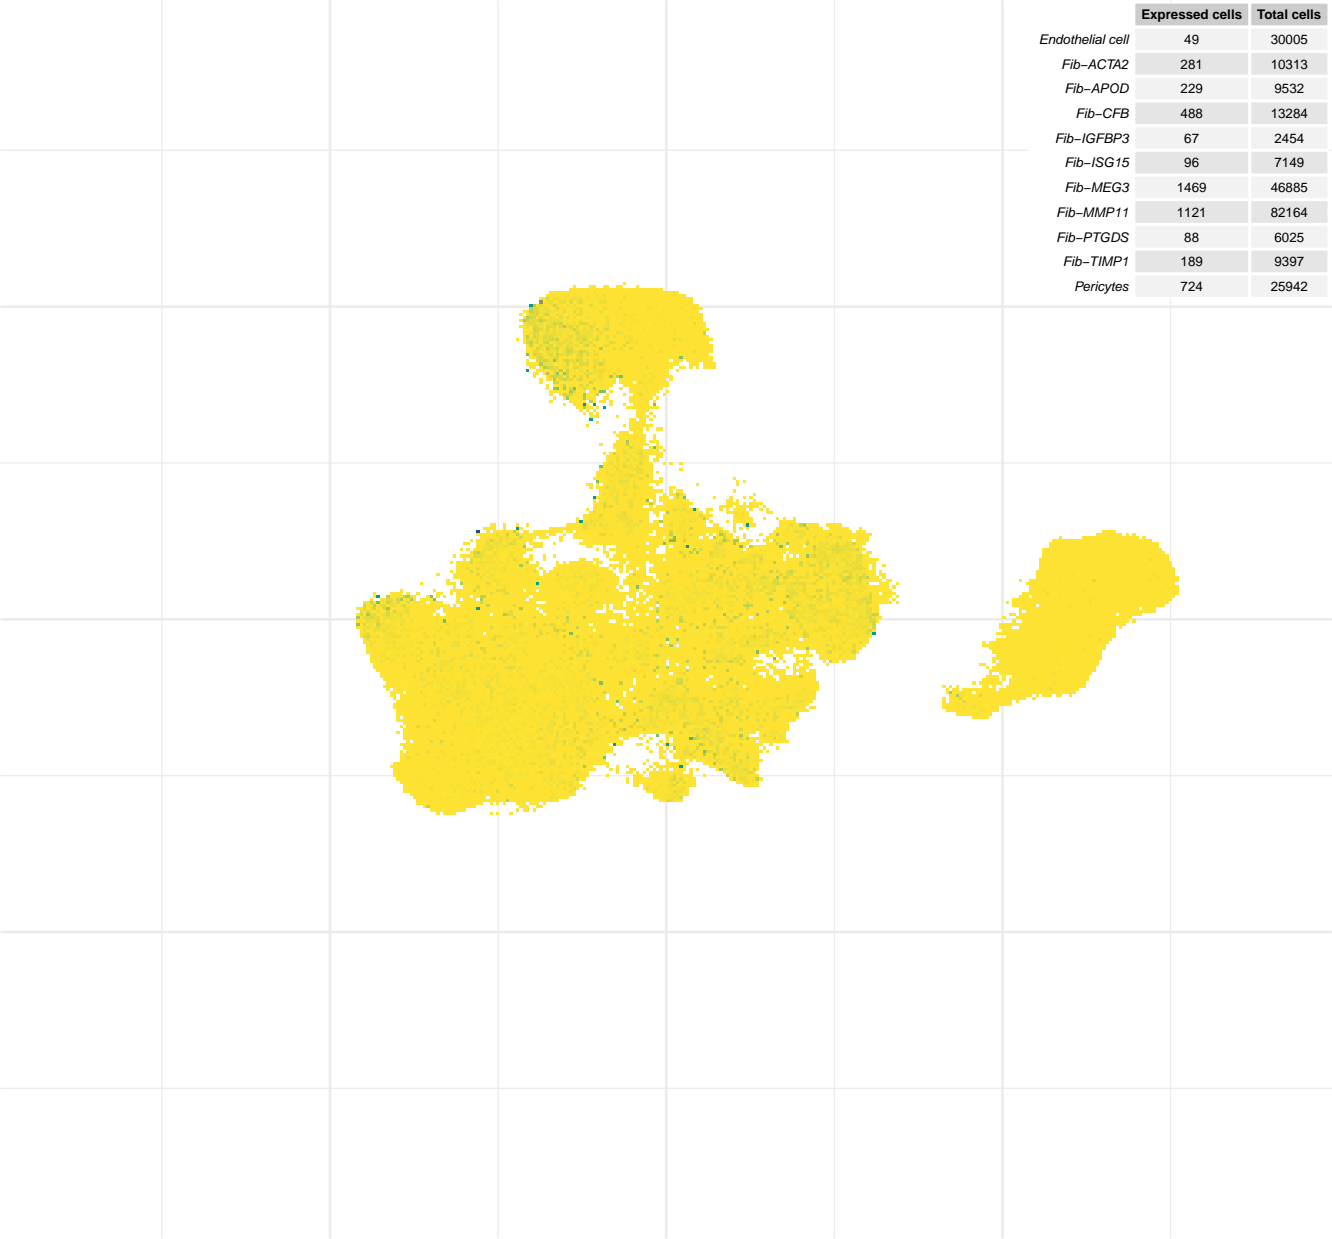 Expressed cells Total cells
Endothelial cell 49 30005
Fib−ACTA2 281 10313
Fib−APOD 229 9532
Fib−CFB 488 13284
Fib−IGFBP3 67 2454
Fib−ISG15 96 7149
Fib−MEG3 1469 46885
Fib−MMP11 1121 82164
Fib−PTGDS 88 6025
Fib−TIMP1 189 9397
Pericytes 724 25942